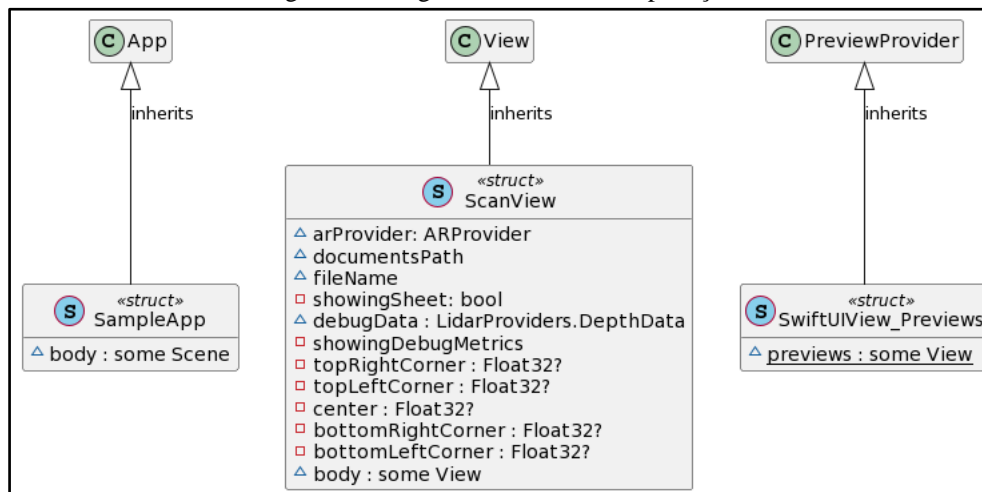 C App
C View
C PreviewProvider
inherits
inherits
inherits
S «struct»
ScanView
arProvider: ARProvider
documentsPath
fileName
showingSheet: bool
debugData : LidarProviders.DepthData
showingDebugMetrics
topRightCorner : Float32?
topLeftCorner : Float32?
center : Float32?
bottomRightCorner : Float32?
bottomLeftCorner : Float32?
body : some View
S «struct»
SampleApp
body : some Scene
S «struct»
SwiftUIView_Previews
previews : some View